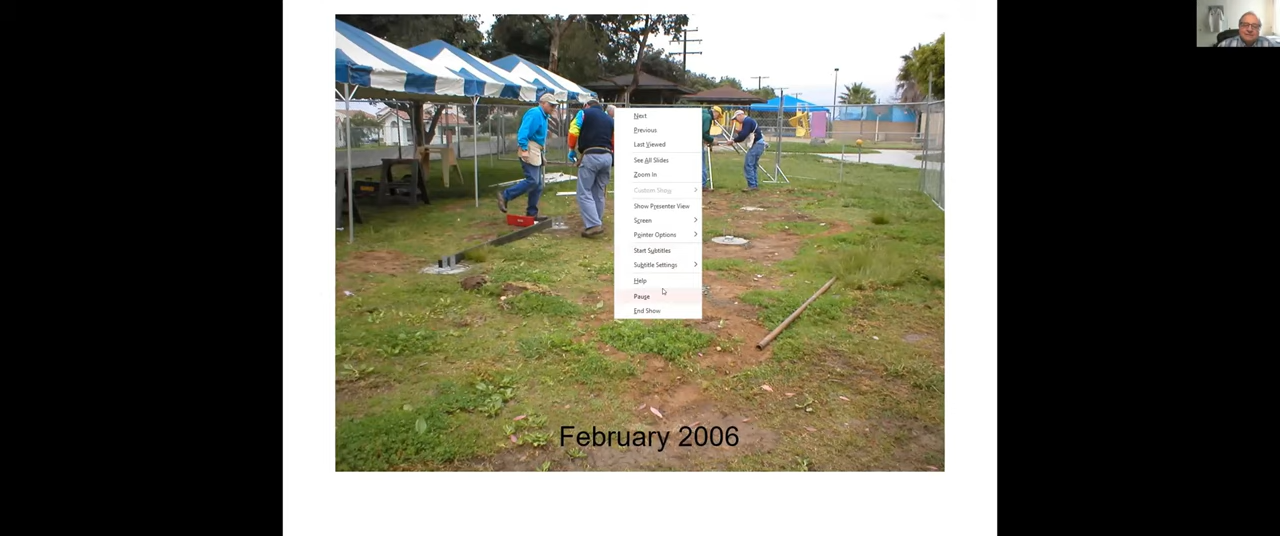 Next
Previous
Last Viewed
See All Slides
Zoom In
Custom Show
Show Presenter View
Screen
Pointer Options
Start Subtitles
Subtitle Settings
Help
Pause
End Show
February 2006